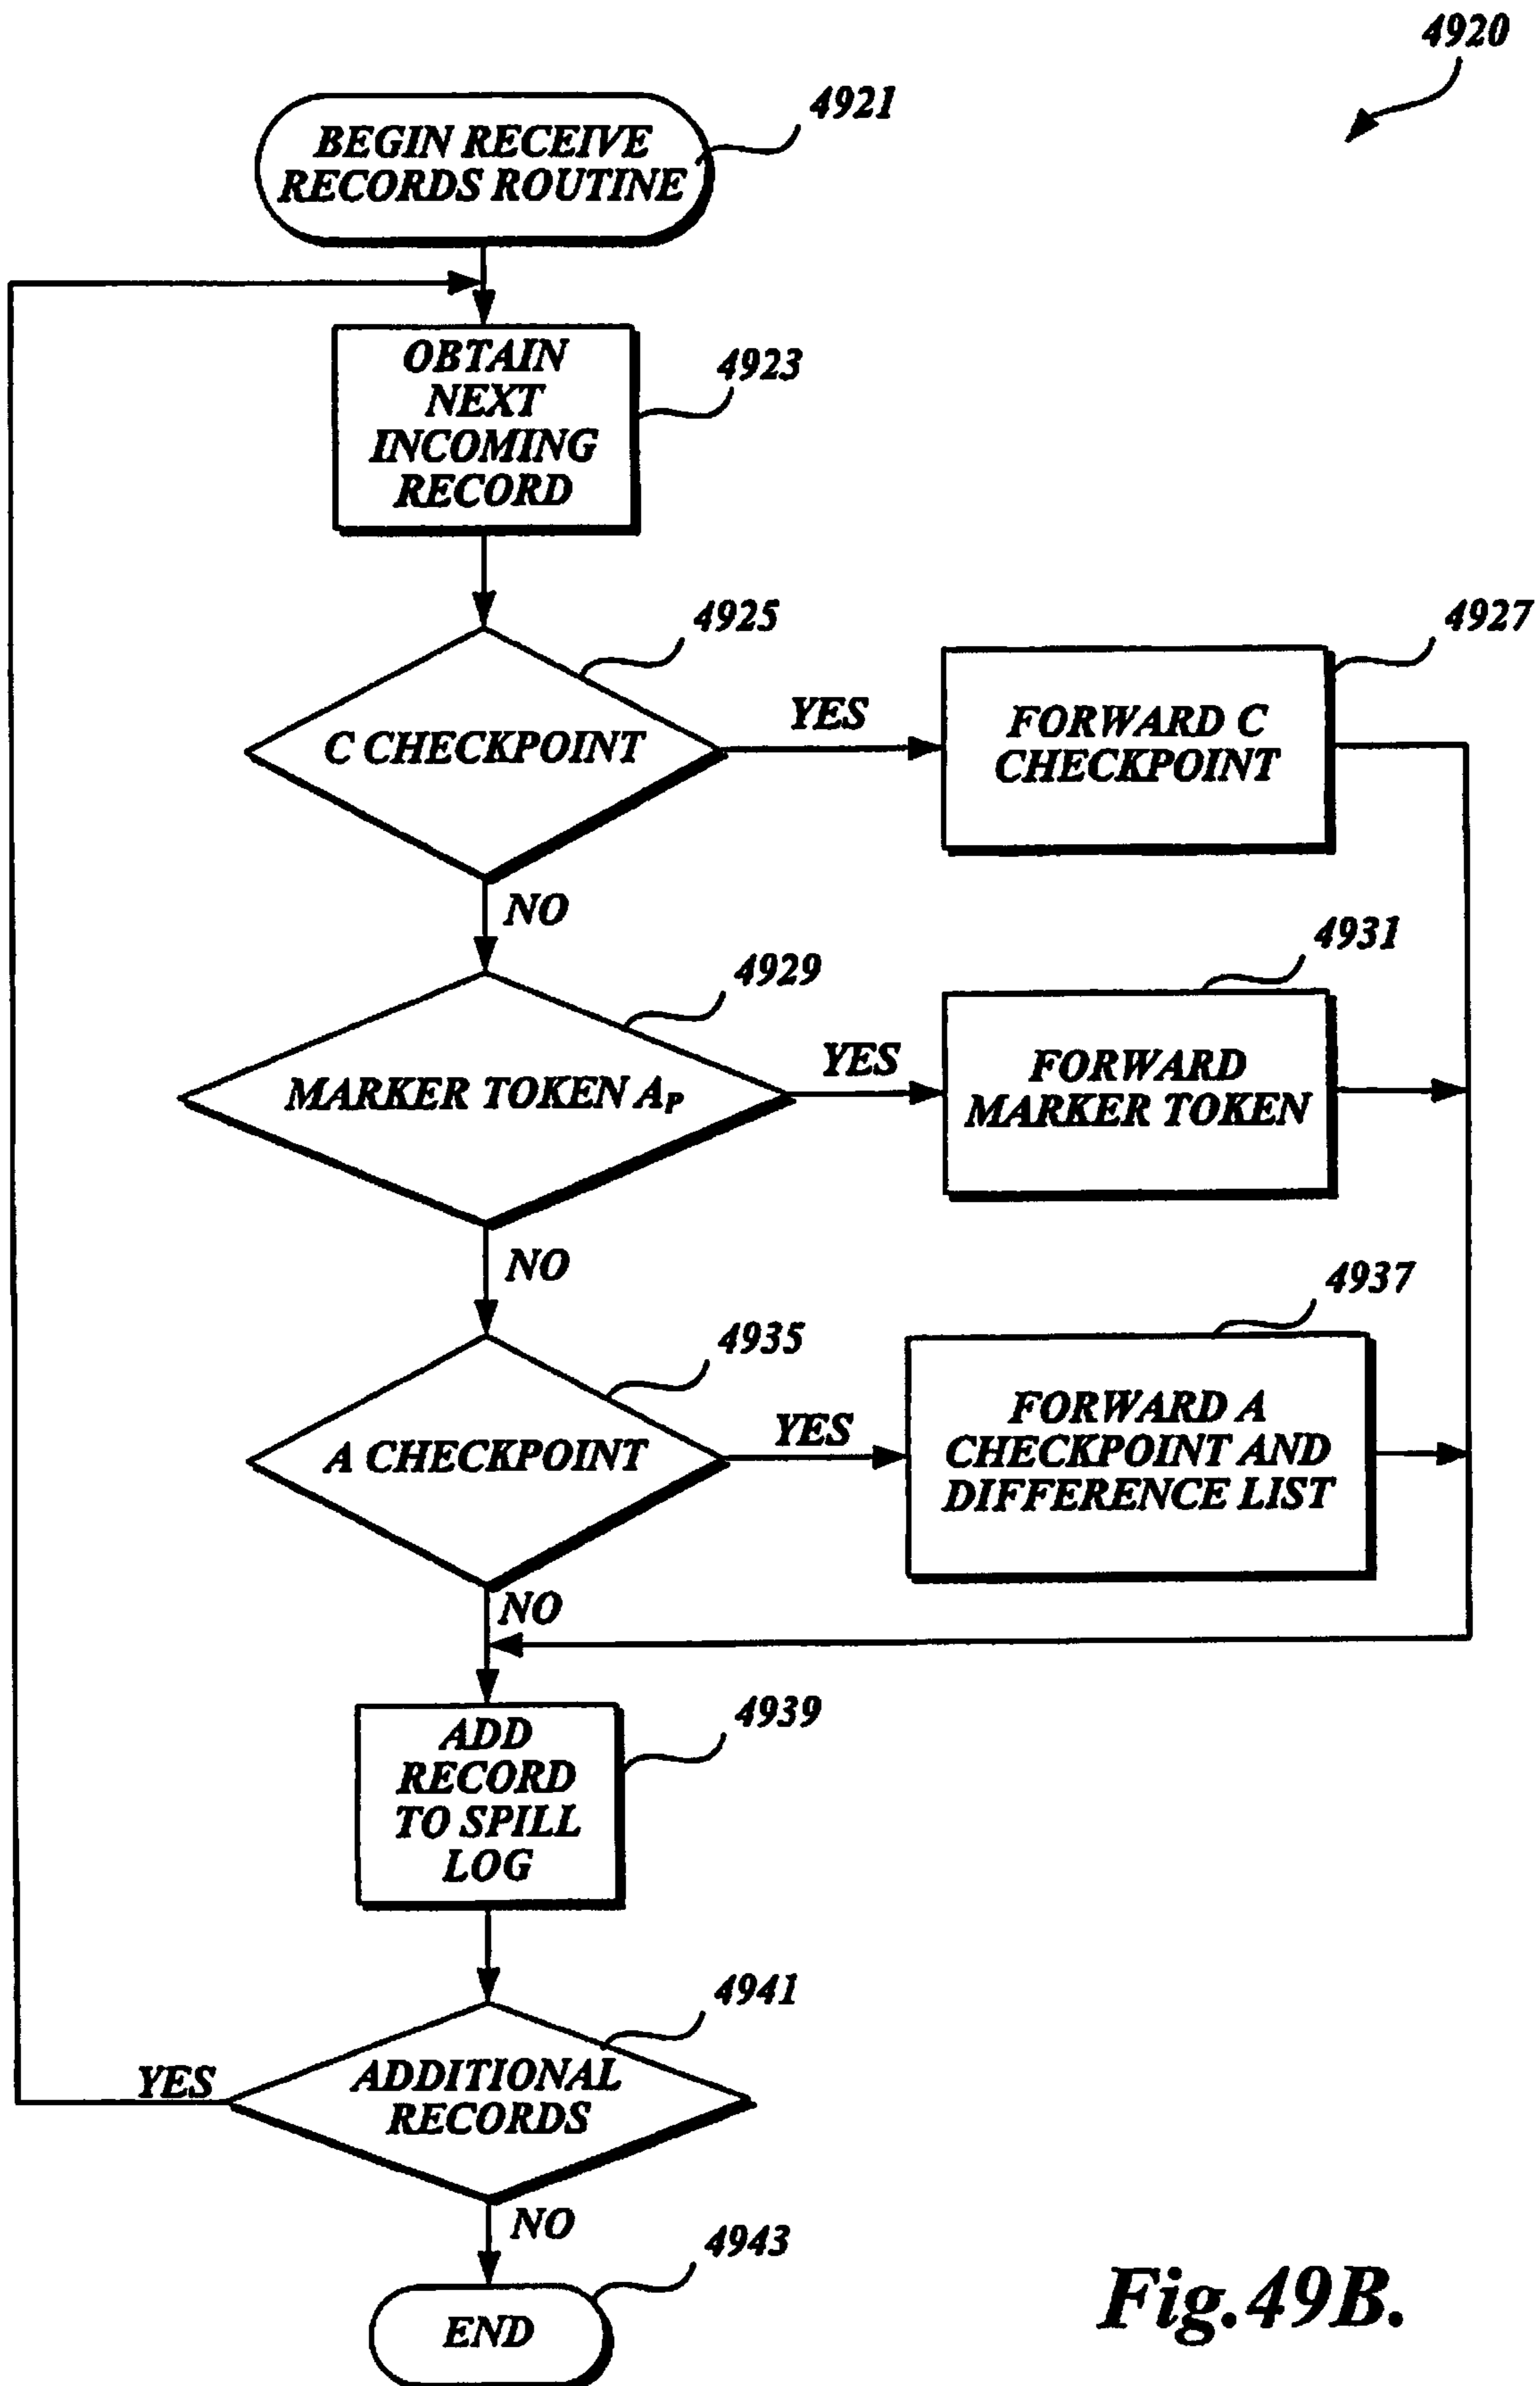 4920
4921
BEGIN RECEIVE
RECORDS ROUTINE
OBTAIN
NEXT
INCOMING
RECORD
4923
4925
C CHECKPOINT
YES
NO
4927
FORWARD C
CHECKPOINT
4929
MARKER TOKEN AP
YES
NO
4931
FORWARD
MARKER TOKEN
4935
A CHECKPOINT
YES
NO
4937
FORWARD A
CHECKPOINT AND
DIFFERENCE LIST
4939
ADD
RECORD
TO SPILL
LOG
4941
ADDITIONAL
RECORDS
YES
NO
4943
END
Fig.49B.